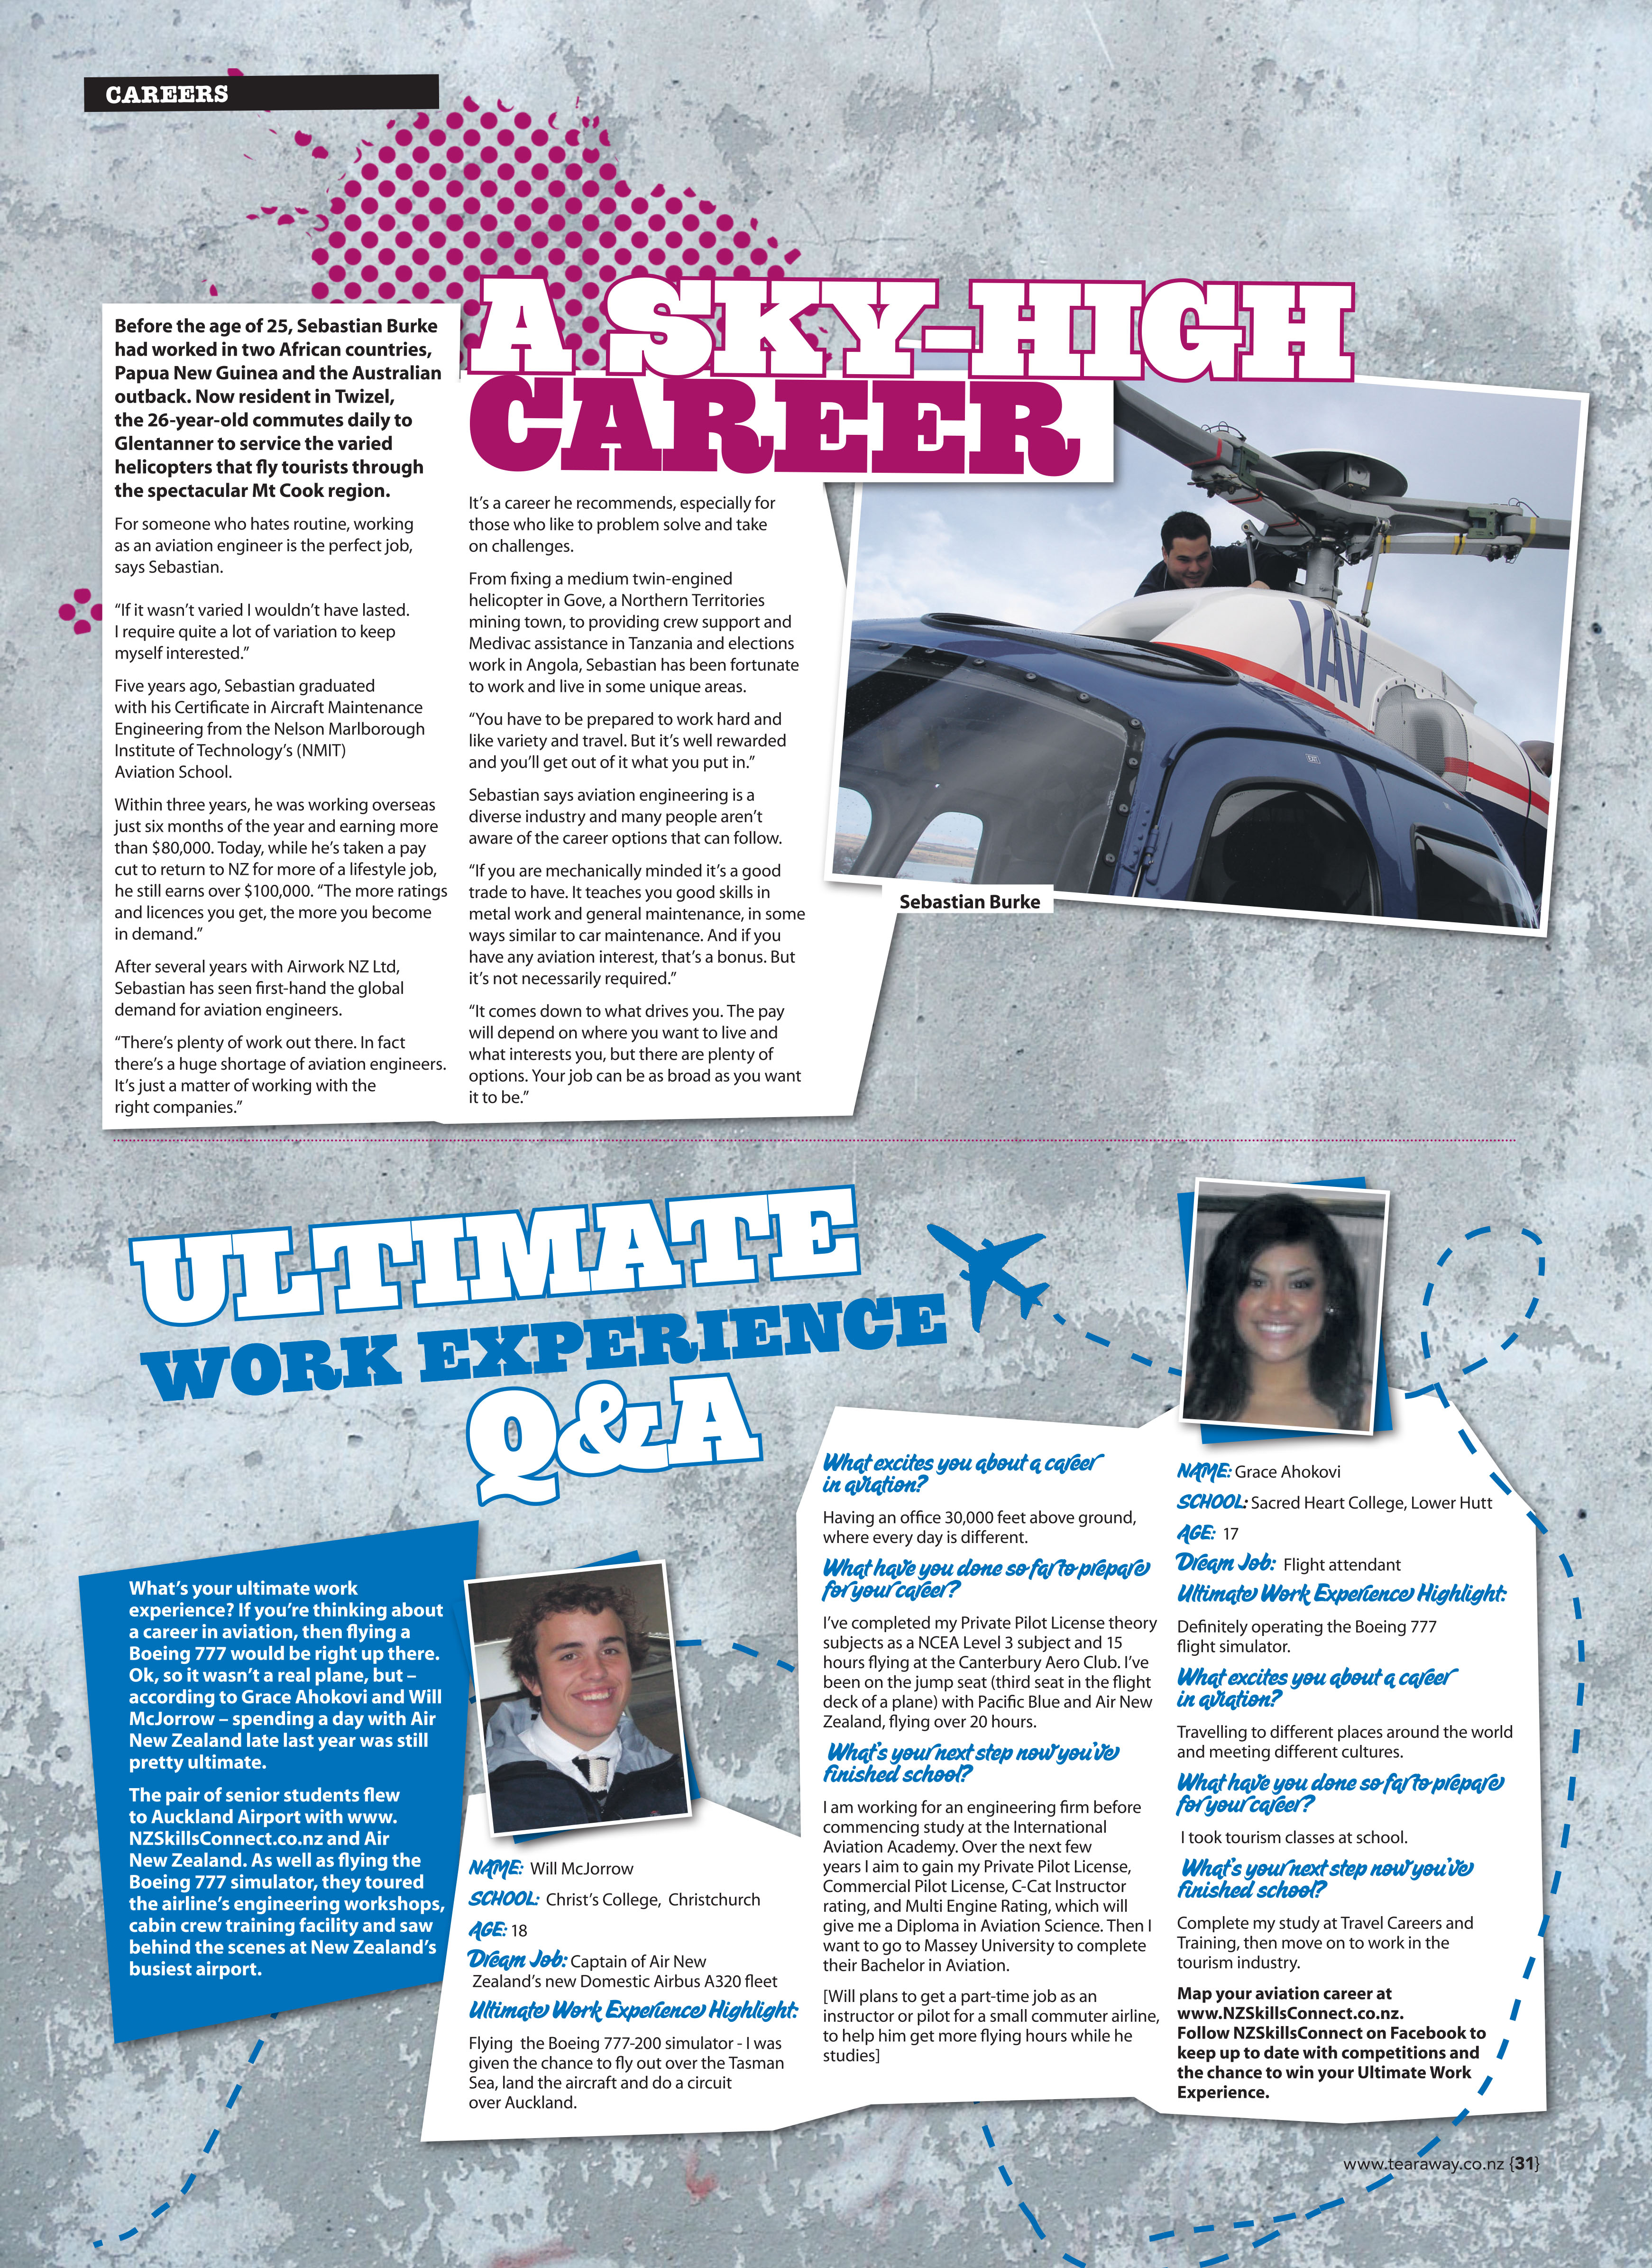 CAREERS
A SKY-HIGH
CAREER
Before the age of 25, Sebastian Burke
had worked in two African countries,
Papua New Guinea and the Australian
outback. Now resident in Twizel,
the 26-year-old commutes daily to
Glentanner to service the varied
helicopters that fly tourists through
the spectacular Mt Cook region.
For someone who hates routine, working
as an aviation engineer is the perfect job,
says Sebastian.
“If it wasn’t varied I wouldn’t have lasted.
I require quite a lot of variation to keep
myself interested.”
Five years ago, Sebastian graduated
with his Certificate in Aircraft Maintenance
Engineering from the Nelson Marlborough
Institute of Technology’s (NMIT)
Aviation School.
Within three years, he was working overseas
just six months of the year and earning more
than $80,000. Today, while he’s taken a pay
cut to return to NZ for more of a lifestyle job,
he still earns over $100,000. “The more ratings
and licences you get, the more you become
in demand.”
After several years with Airwork NZ Ltd,
Sebastian has seen first-hand the global
demand for aviation engineers.
“There’s plenty of work out there. In fact
there’s a huge shortage of aviation engineers.
It’s just a matter of working with the
right companies.”
It’s a career he recommends, especially for
those who like to problem solve and take
on challenges.
From fixing a medium twin-engined
helicopter in Gove, a Northern Territories
mining town, to providing crew support and
Medivac assistance in Tanzania and elections
work in Angola, Sebastian has been fortunate
to work and live in some unique areas.
“You have to be prepared to work hard and
like variety and travel. But it’s well rewarded
and you’ll get out of it what you put in.”
Sebastian says aviation engineering is a
diverse industry and many people aren’t
aware of the career options that can follow.
“If you are mechanically minded it’s a good
trade to have. It teaches you good skills in
metal work and general maintenance, in some
ways similar to car maintenance. And if you
have any aviation interest, that’s a bonus. But
it’s not necessarily required.”
“It comes down to what drives you. The pay
will depend on where you want to live and
what interests you, but there are plenty of
options. Your job can be as broad as you want
it to be.”
IAV
Sebastian Burke
ULTIMATE
WORK EXPERIENCE
Q&A
What’s your ultimate work
experience? If you’re thinking about
a career in aviation, then flying a
Boeing 777 would be right up there.
Ok, so it wasn’t a real plane, but –
according to Grace Ahokovi and Will
McJorrow – spending a day with Air
New Zealand late last year was still
pretty ultimate.
The pair of senior students flew
to Auckland Airport with www.
NZSkillsConnect.co.nz and Air
New Zealand. As well as flying the
Boeing 777 simulator, they toured
the airline’s engineering workshops,
cabin crew training facility and saw
behind the scenes at New Zealand’s
busiest airport.
NAME: Will McJorrow
SCHOOL: Christ’s College, Christchurch
AGE: 18
Dream Job: Captain of Air New
Zealand’s new Domestic Airbus A320 fleet
Ultimate Work Experience Highlight:
Flying the Boeing 777-200 simulator - I was
given the chance to fly out over the Tasman
Sea, land the aircraft and do a circuit
over Auckland.
What excites you about a career
in aviation?
Having an office 30,000 feet above ground,
where every day is different.
What have you done so far to prepare
for your career?
I’ve completed my Private Pilot License theory
subjects as a NCEA Level 3 subject and 15
hours flying at the Canterbury Aero Club. I’ve
been on the jump seat (third seat in the flight
deck of a plane) with Pacific Blue and Air New
Zealand, flying over 20 hours.
What’s your next step now you’ve
finished school?
I am working for an engineering firm before
commencing study at the International
Aviation Academy. Over the next few
years I aim to gain my Private Pilot License,
Commercial Pilot License, C-Cat Instructor
rating, and Multi Engine Rating, which will
give me a Diploma in Aviation Science. Then I
want to go to Massey University to complete
their Bachelor in Aviation.
[Will plans to get a part-time job as an
instructor or pilot for a small commuter airline,
to help him get more flying hours while he
studies]
NAME: Grace Ahokovi
SCHOOL: Sacred Heart College, Lower Hutt
AGE: 17
Dream Job: Flight attendant
Ultimate Work Experience Highlight:
Definitely operating the Boeing 777
flight simulator.
What excites you about a career
in aviation?
Travelling to different places around the world
and meeting different cultures.
What have you done so far to prepare
for your career?
I took tourism classes at school.
What’s your next step now you’ve
finished school?
Complete my study at Travel Careers and
Training, then move on to work in the
tourism industry.
Map your aviation career at
www.NZSkillsConnect.co.nz.
Follow NZSkillsConnect on Facebook to
keep up to date with competitions and
the chance to win your Ultimate Work
Experience.
www.tearaway.co.nz {31}